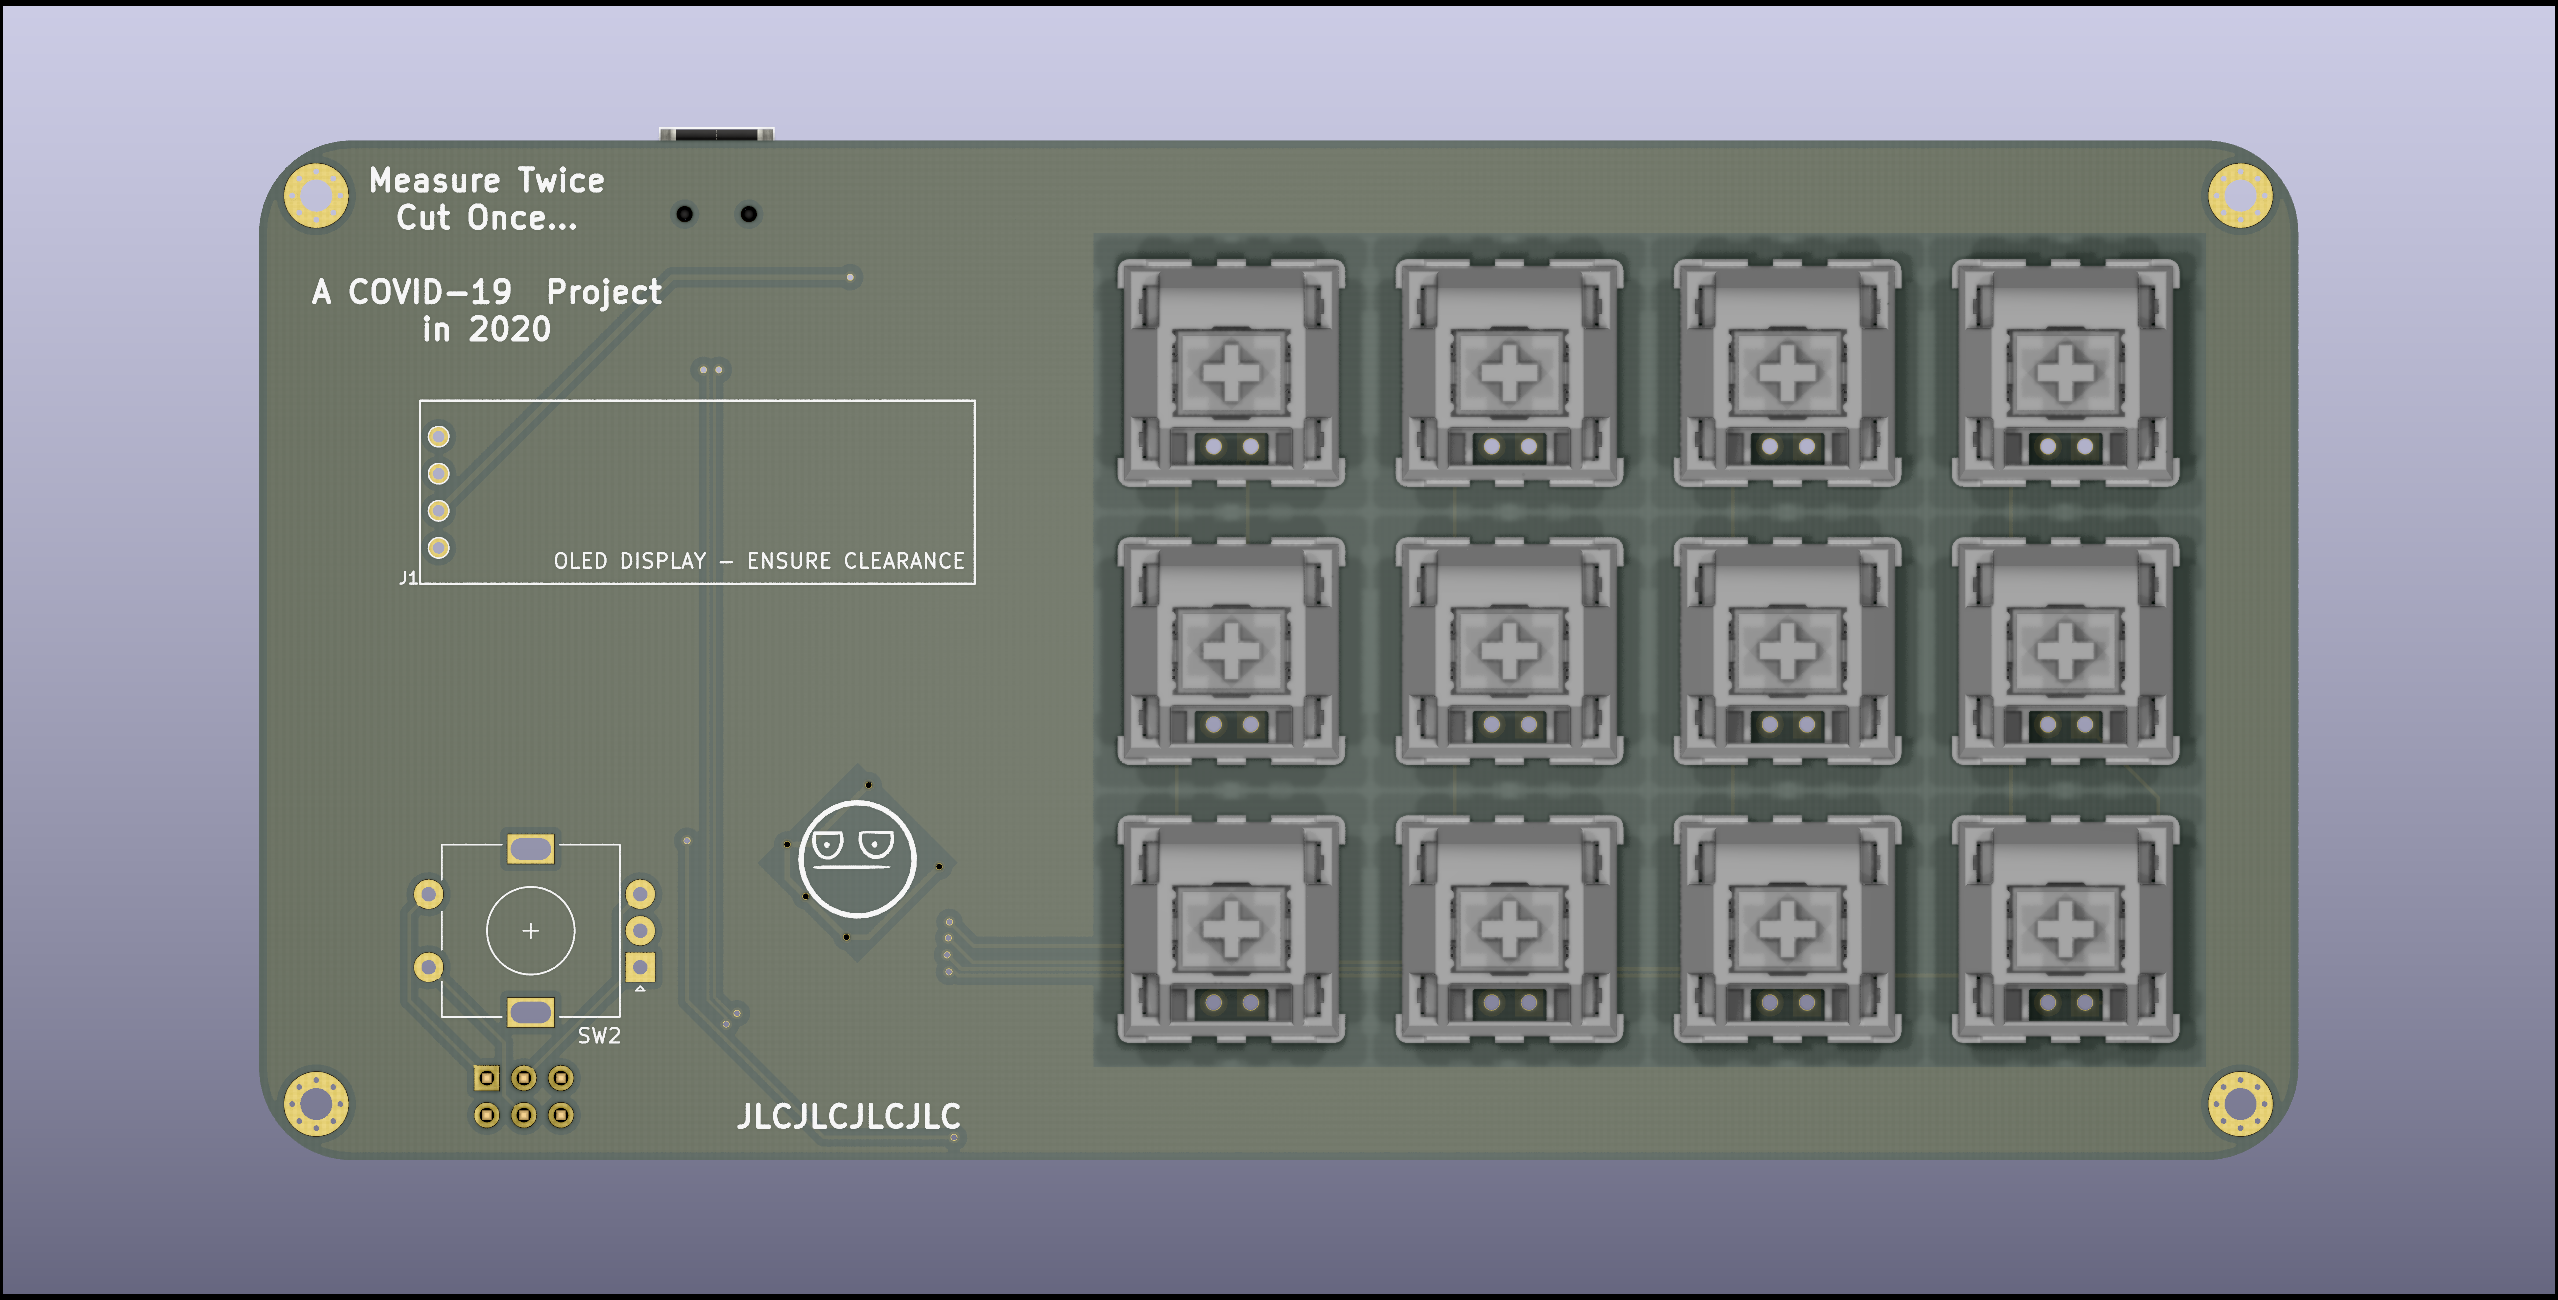 Measure Twice
Cut Once...
A COVID-19 Project
in 2020
OLED DISPLAY - ENSURE CLEARANCE
J1
SW2
JLCJLCJLCJLC